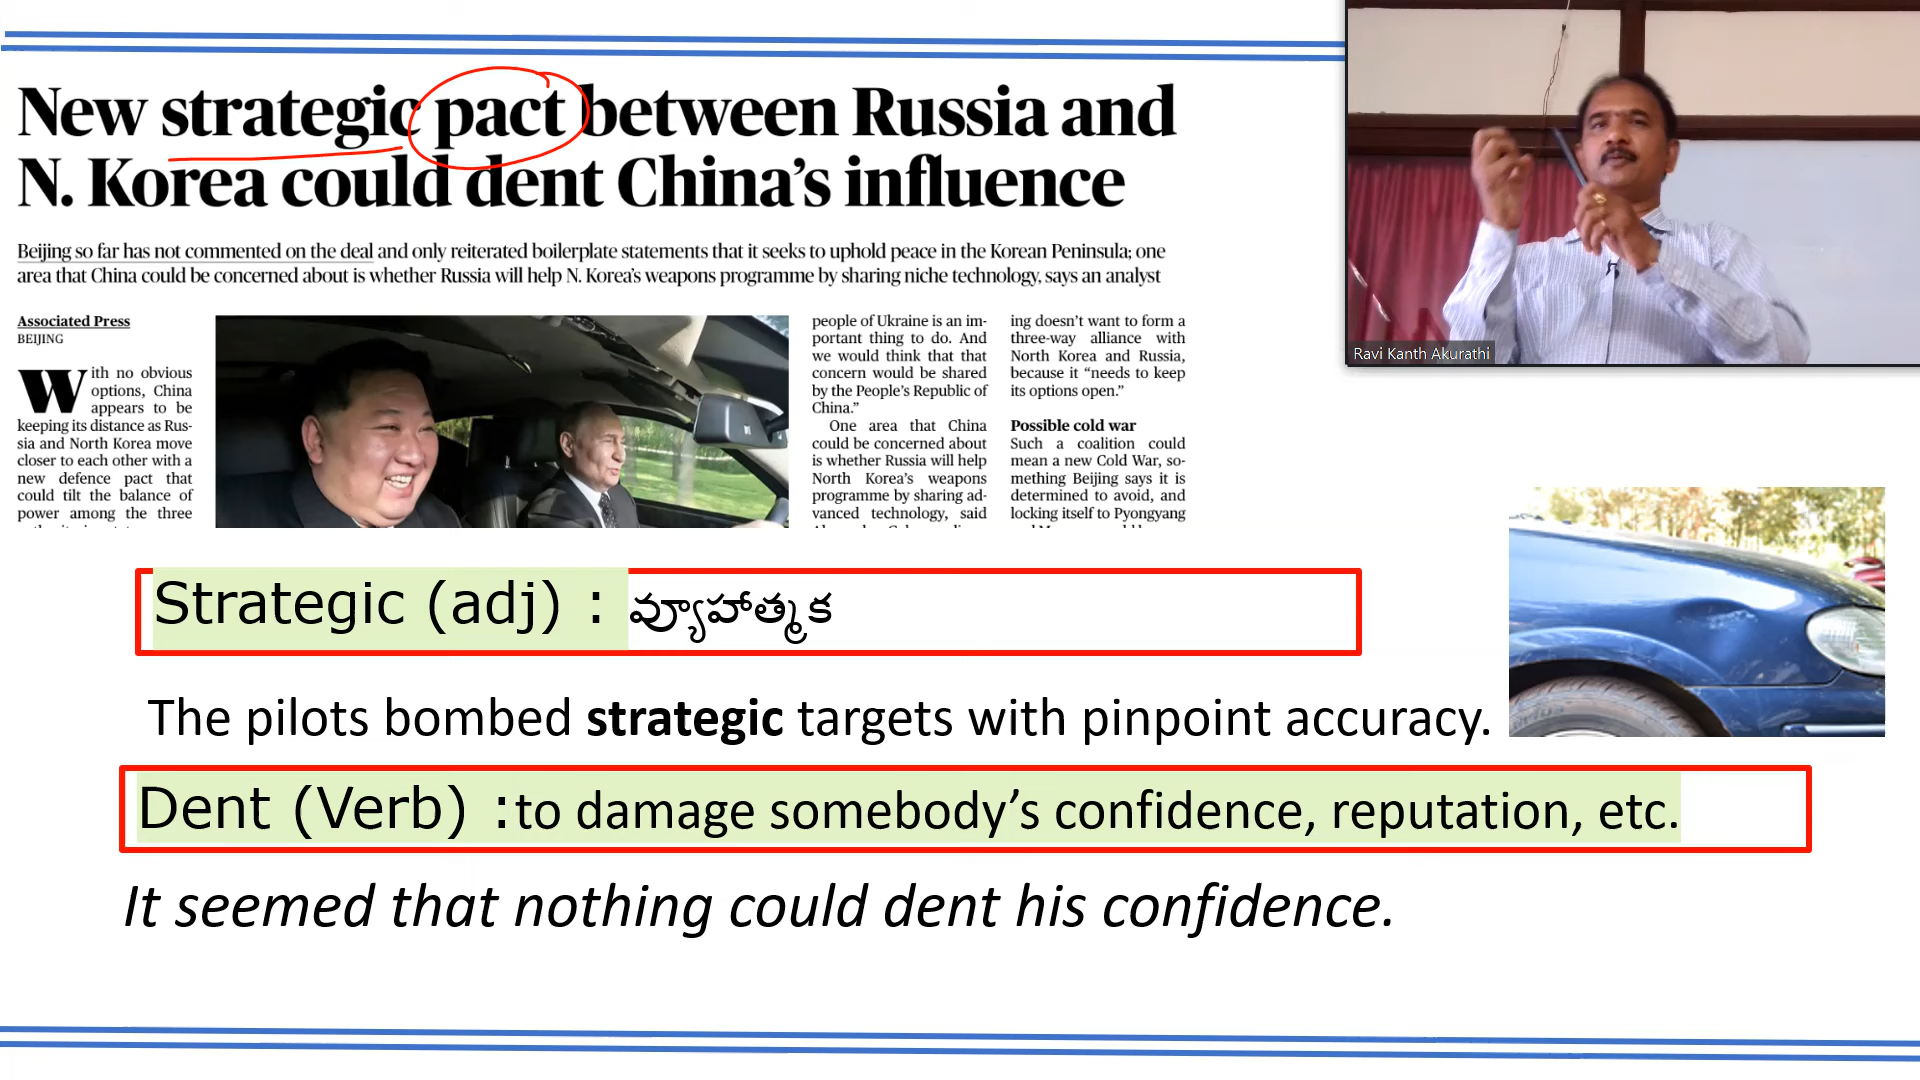 New strategic pact between Russia and
N. Korea could dent China’s influence
Beijing so far has not commented on the deal and only reiterated boilerplate statements that it seeks to uphold peace in the Korean Peninsula; one
area that China could be concerned about is whether Russia will help N. Korea’s weapons programme by sharing niche technology, says an analyst
Associated Press
BEIJING
With no obvious
options, China
appears to be
keeping its distance as Rus-
sia and North Korea move
closer to each other with a
new defence pact that
could tilt the balance of
power among the three
people of Ukraine is an im-
portant thing to do. And
we would think that that
concern would be shared
by the People’s Republic of
China.”
One area that China
could be concerned about
is whether Russia will help
North Korea’s weapons
programme by sharing ad-
vanced technology, said
ing doesn’t want to form a
three-way alliance with
North Korea and Russia,
because it “needs to keep
its options open.”
Possible cold war
Such a coalition could
mean a new Cold War, so-
mething Beijing says it is
determined to avoid, and
locking itself to Pyongyang
Ravi Kanth Akurathi
Strategic (adj) : వ్యూహాత్మక
The pilots bombed strategic targets with pinpoint accuracy.
Dent (Verb) :to damage somebody’s confidence, reputation, etc.
It seemed that nothing could dent his confidence.